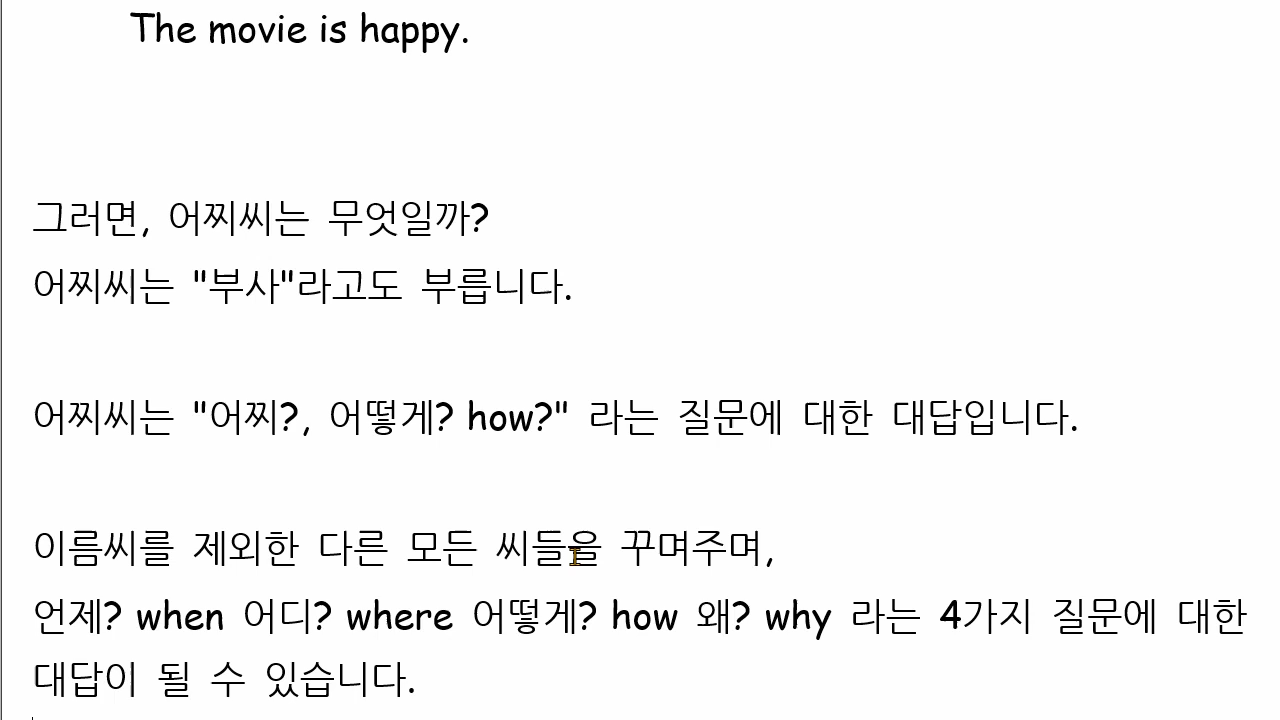 The movie is happy.
그러면, 어찌씨는 무엇일까?
어찌씨는 "부사"라고도 부릅니다.
어찌씨는 "어찌?, 어떻게? how?" 라는 질문에 대한 대답입니다.
이름씨를 제외한 다른 모든 씨들을 꾸며주며,
언제? when 어디? where 어떻게? how 왜? why 라는 4가지 질문에 대한
대답이 될 수 있습니다.